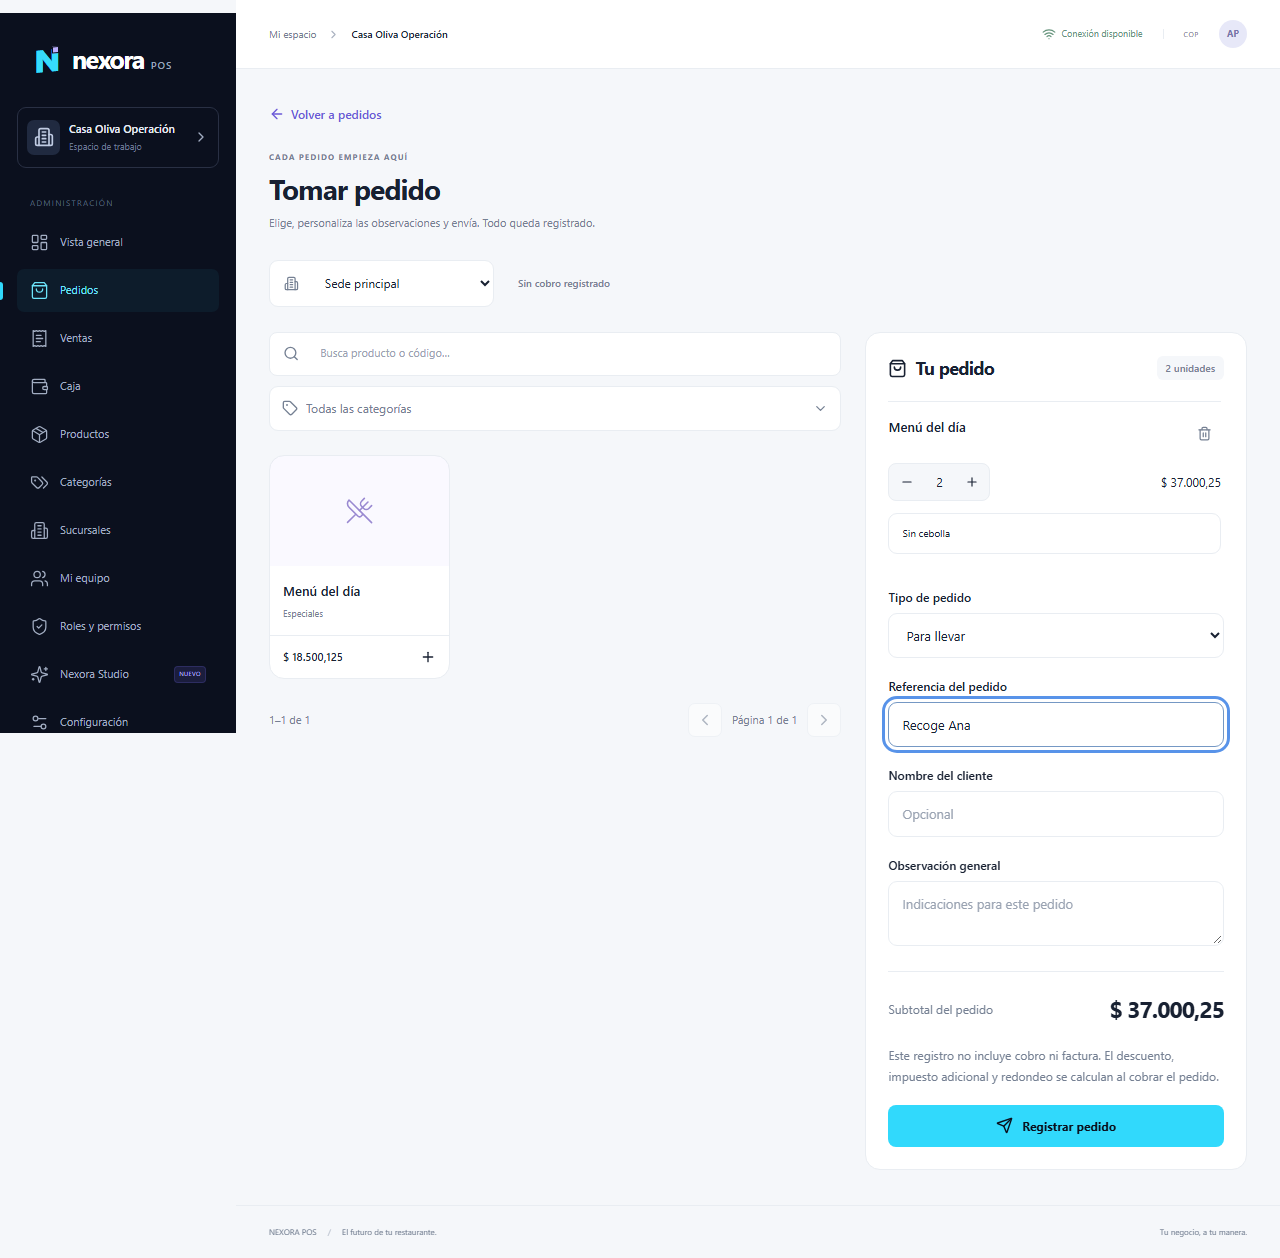 nexora POS
Casa Oliva Operación
Espacio de trabajo
ADMINISTRACIÓN
Vista general
Pedidos
Ventas
Caja
Productos
Categorías
Sucursales
Mi equipo
Roles y permisos
Nexora Studio NUEVO
Configuración
Mi espacio Casa Oliva Operación
Conexión disponible COP AP
Volver a pedidos
CADA PEDIDO EMPIEZA AQUÍ
Tomar pedido
Elige, personaliza las observaciones y envía. Todo queda registrado.
Sede principal Sin cobro registrado
Busca producto o código...
Todas las categorías
Menú del día
Especiales
$ 18.500,125
1–1 de 1 Página 1 de 1
Tu pedido 2 unidades
Menú del día
2 $ 37.000,25
Sin cebolla
Tipo de pedido
Para llevar
Referencia del pedido
Recoge Ana
Nombre del cliente
Opcional
Observación general
Indicaciones para este pedido
Subtotal del pedido $ 37.000,25
Este registro no incluye cobro ni factura. El descuento,
impuesto adicional y redondeo se calculan al cobrar el pedido.
Registrar pedido
NEXORA POS / El futuro de tu restaurante.
Tu negocio, a tu manera.